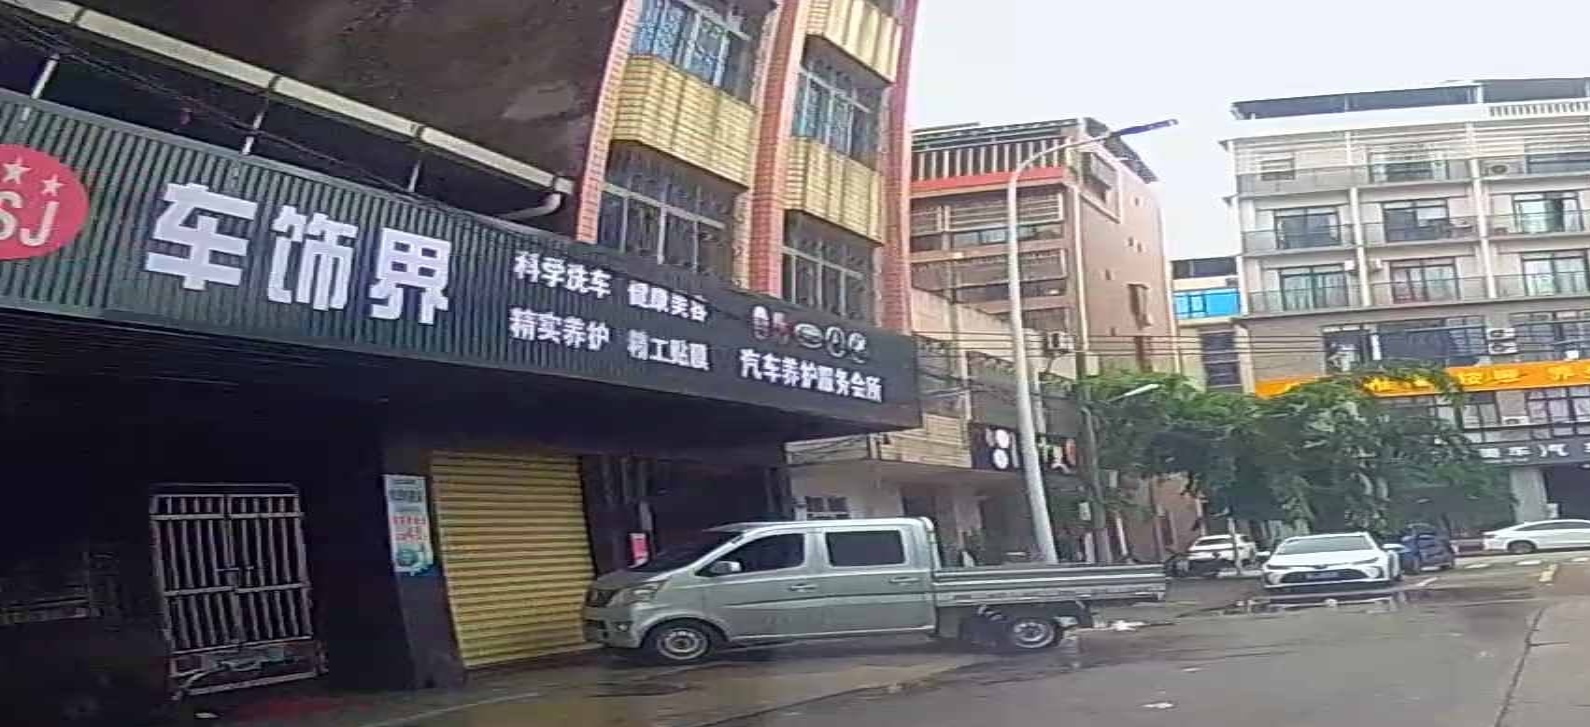 SJ
车饰界
科学洗车 健康美容
精实养护 精工贴膜
汽车养护服务会所